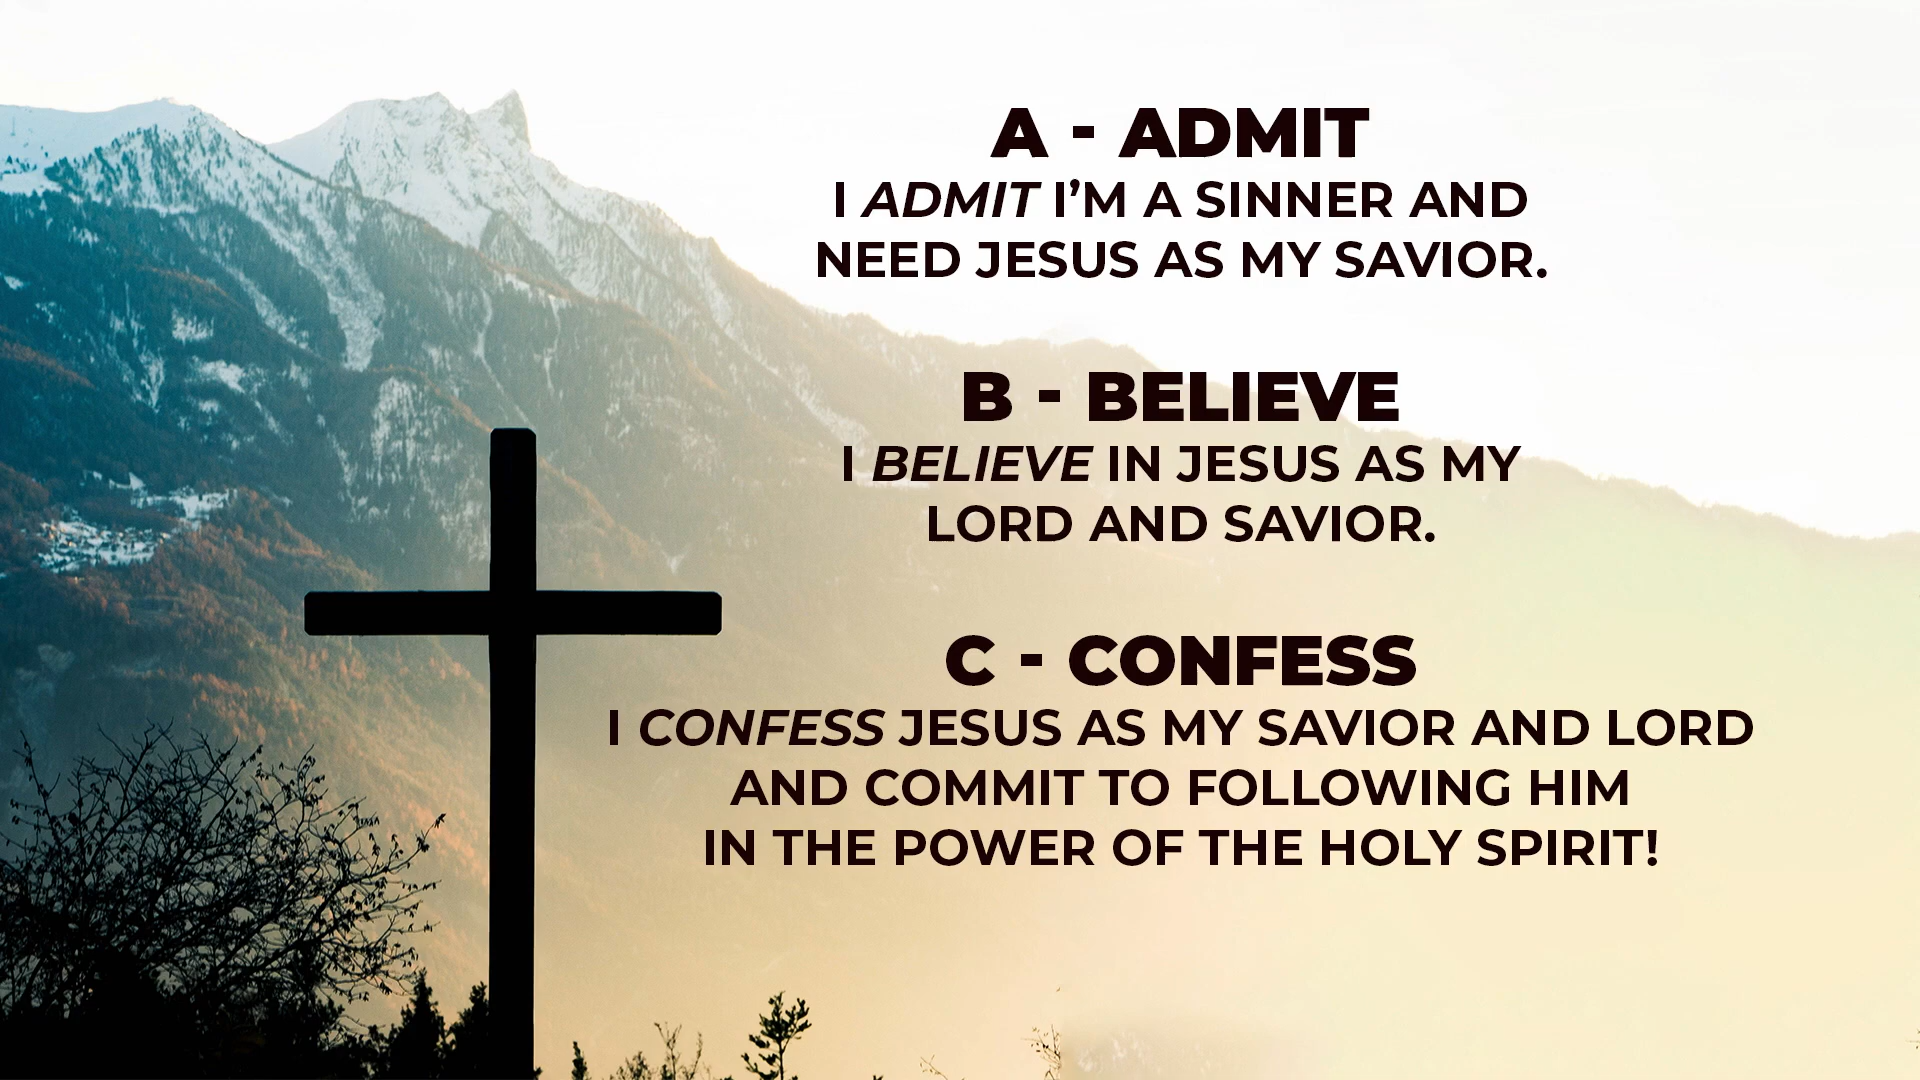 A - ADMIT
I ADMIT I’M A SINNER AND
NEED JESUS AS MY SAVIOR.
B - BELIEVE
I BELIEVE IN JESUS AS MY
LORD AND SAVIOR.
C - CONFESS
I CONFESS JESUS AS MY SAVIOR AND LORD
AND COMMIT TO FOLLOWING HIM
IN THE POWER OF THE HOLY SPIRIT!